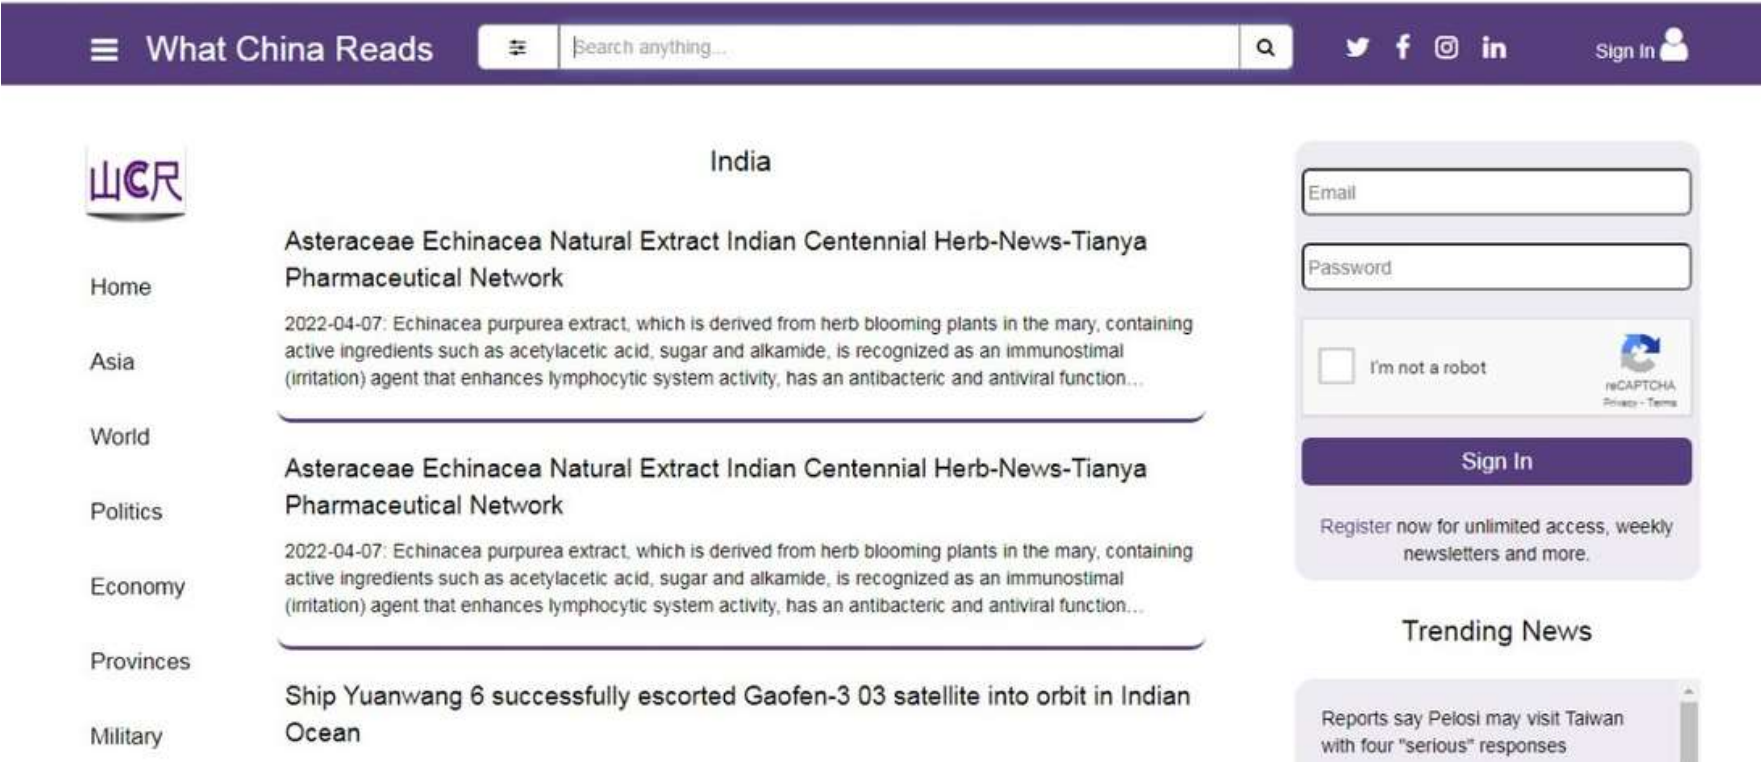 What China Reads
Search anything...
Sign In
山CR
India
Asteraceae Echinacea Natural Extract Indian Centennial Herb-News-Tianya
Pharmaceutical Network
2022-04-07: Echinacea purpurea extract, which is derived from herb blooming plants in the mary, containing
active ingredients such as acetylacetic acid, sugar and alkamide, is recognized as an immunostimal
(irritation) agent that enhances lymphocytic system activity, has an antibacteric and antiviral function...
Asteraceae Echinacea Natural Extract Indian Centennial Herb-News-Tianya
Pharmaceutical Network
2022-04-07: Echinacea purpurea extract, which is derived from herb blooming plants in the mary, containing
active ingredients such as acetylacetic acid, sugar and alkamide, is recognized as an immunostimal
(irritation) agent that enhances lymphocytic system activity, has an antibacteric and antiviral function...
Ship Yuanwang 6 successfully escorted Gaofen-3 03 satellite into orbit in Indian
Ocean
Home
Asia
World
Politics
Economy
Provinces
Military
Email
Password
I'm not a robot
reCAPTCHA
Privacy - Terms
Sign In
Register now for unlimited access, weekly
newsletters and more.
Trending News
Reports say Pelosi may visit Taiwan
with four "serious" responses